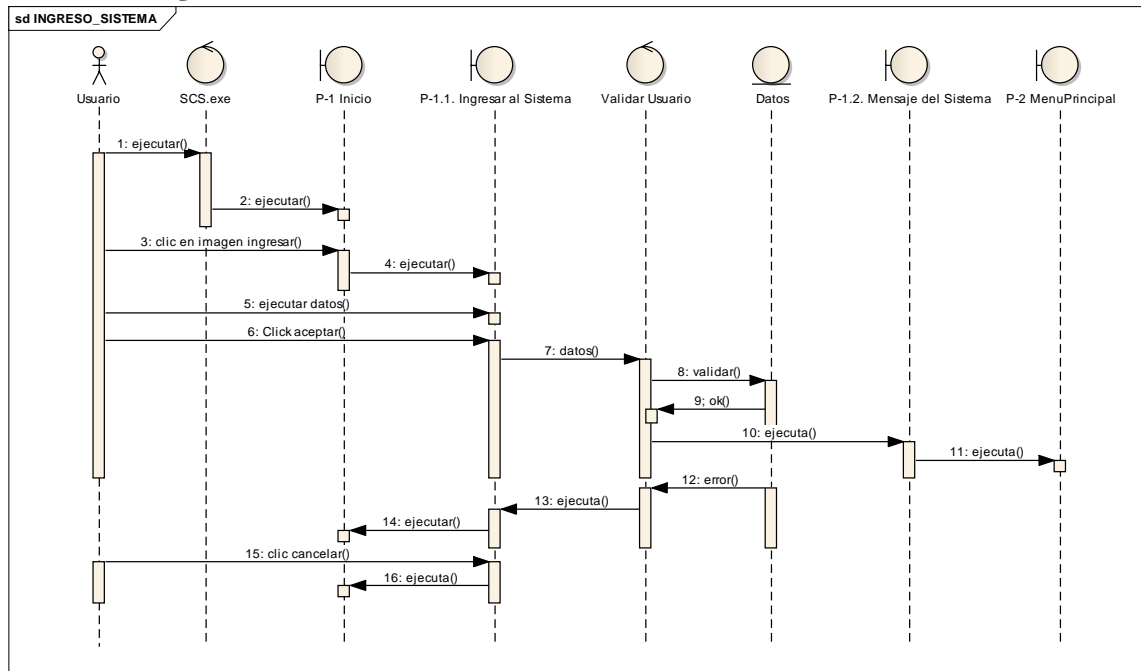 sd INGRESO_SISTEMA
Usuario
SCS.exe
P-1 Inicio
P-1.1. Ingresar al Sistema
Validar Usuario
Datos
P-1.2. Mensaje del Sistema
P-2 MenuPrincipal
1: ejecutar()
2: ejecutar()
3: clic en imagen ingresar()
4: ejecutar()
5: ejecutar datos()
6: Click aceptar()
7: datos()
8: validar()
9; ok()
10: ejecuta()
11: ejecuta()
12: error()
13: ejecuta()
14: ejecutar()
15: clic cancelar()
16: ejecuta()